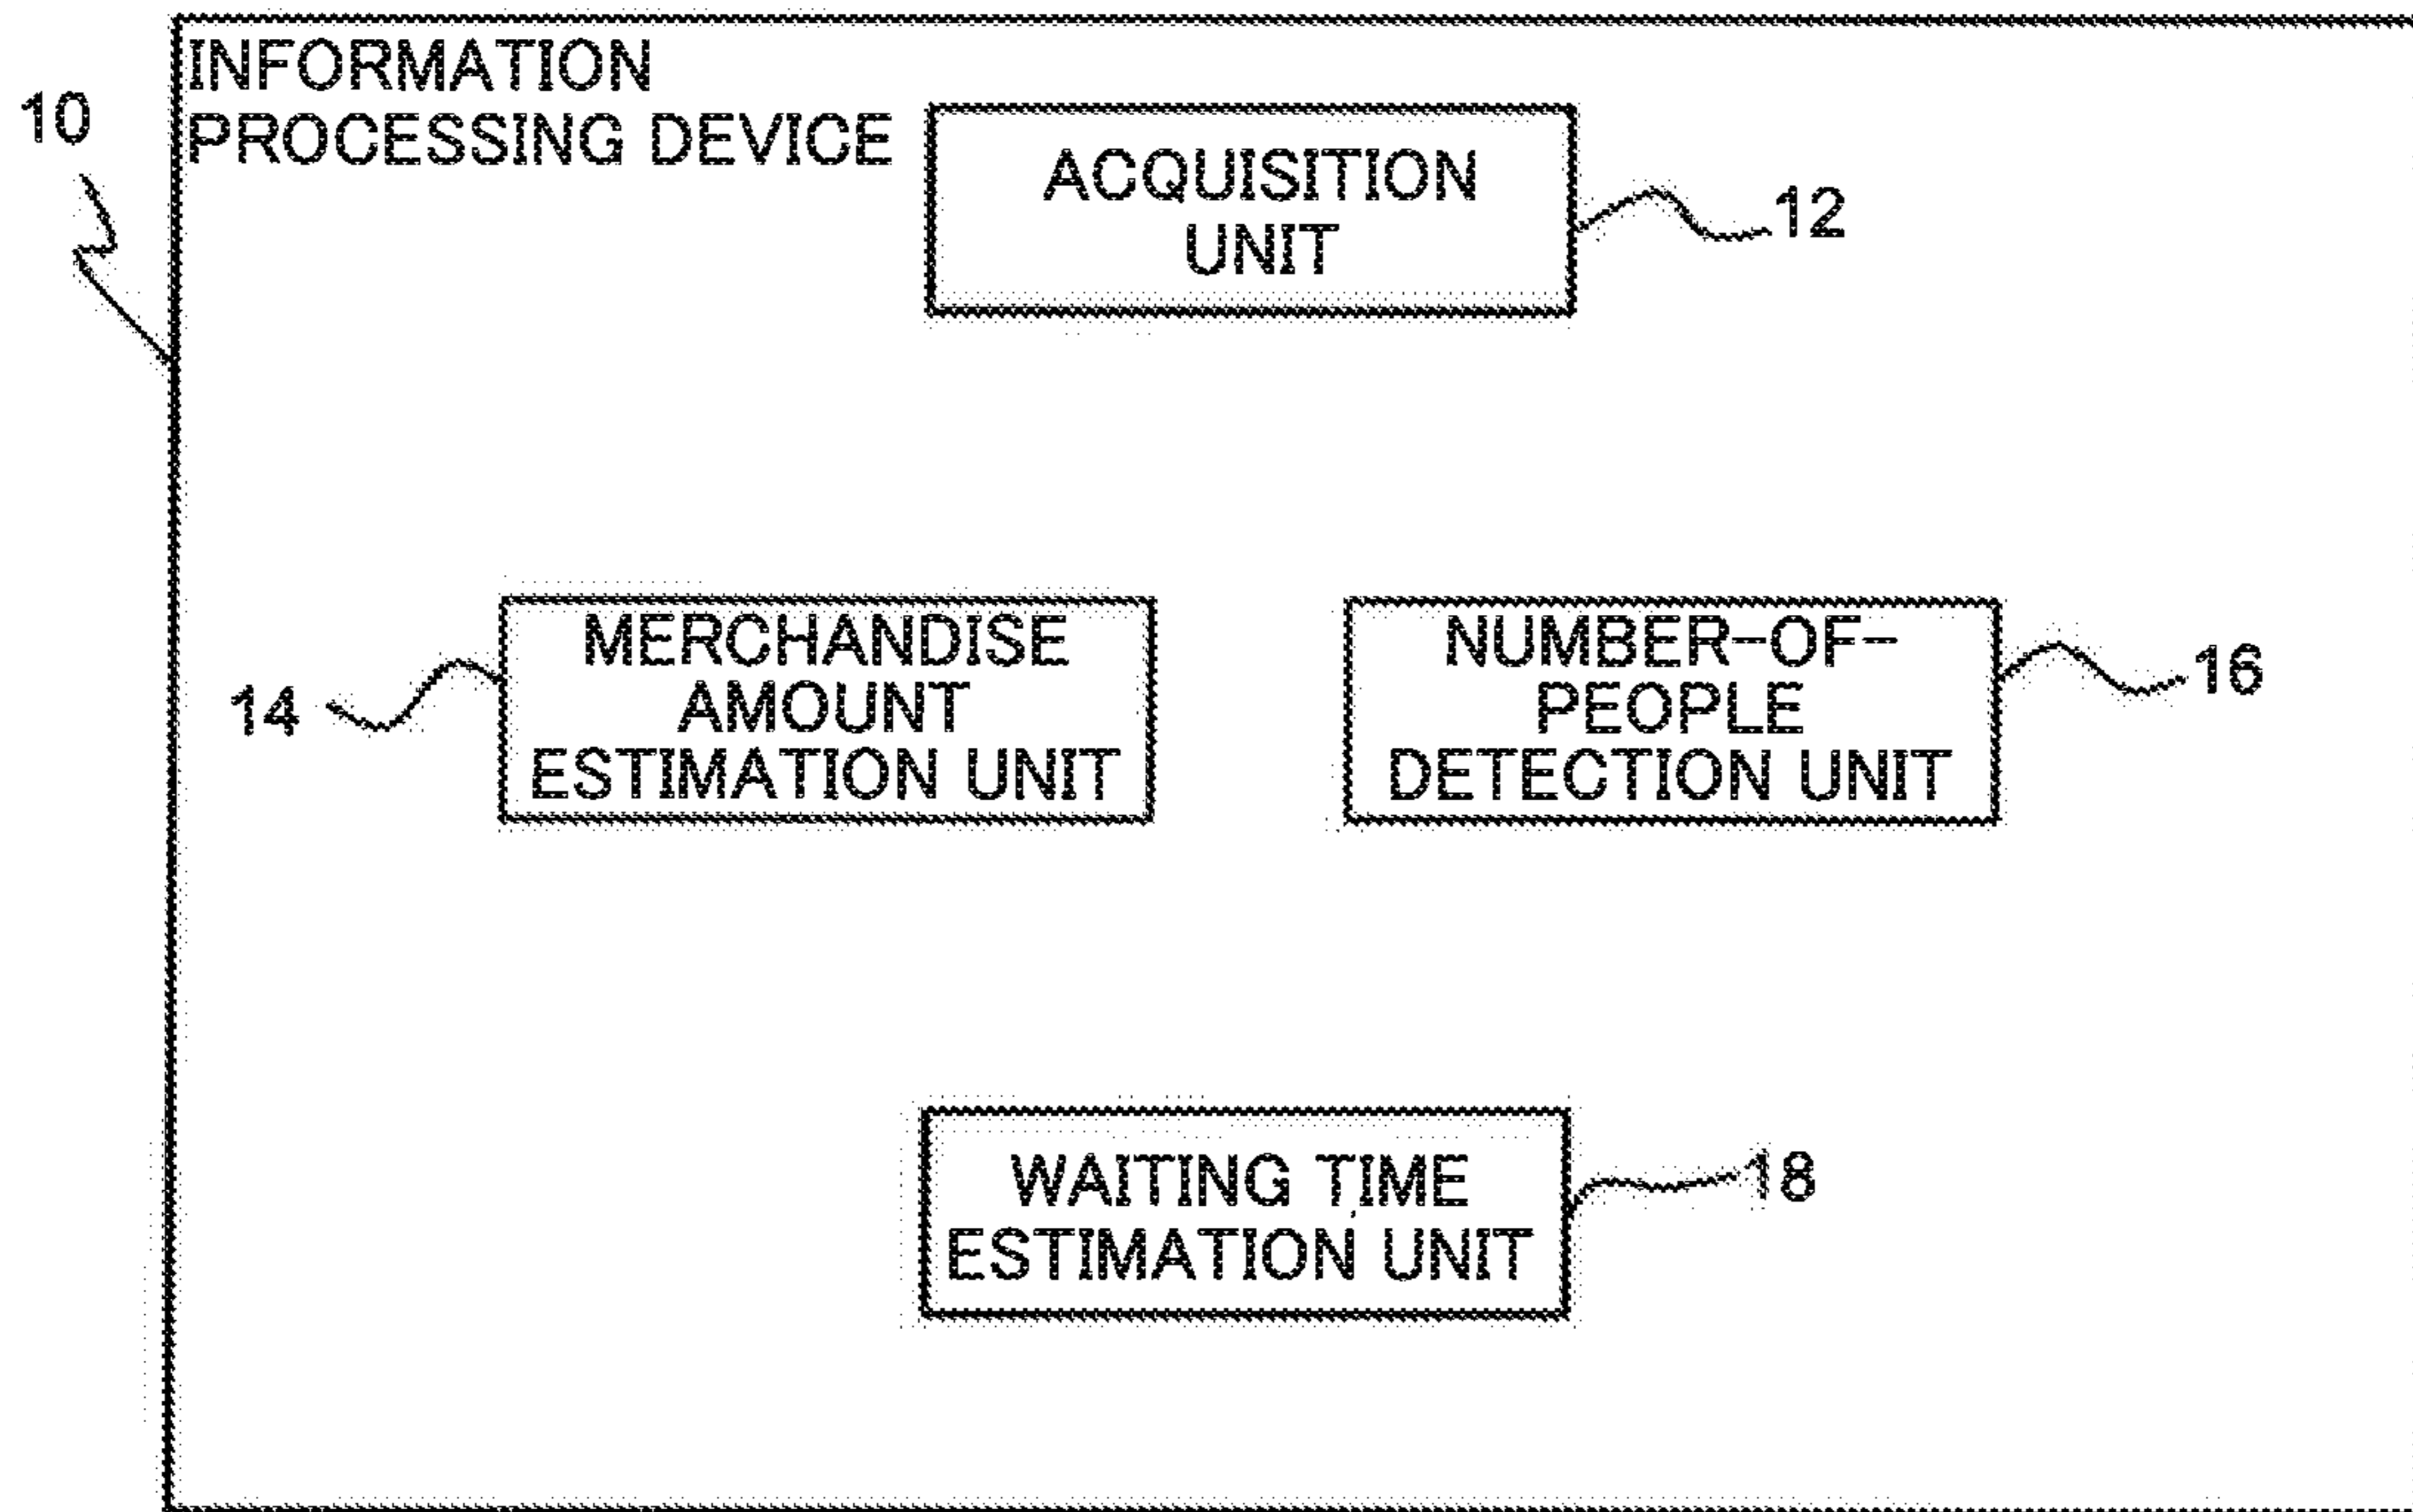 INFORMATION
PROCESSING DEVICE
10
ACQUISITION
UNIT
12
MERCHANDISE
AMOUNT
ESTIMATION UNIT
14
NUMBER-OF-
PEOPLE
DETECTION UNIT
16
WAITING TIME
ESTIMATION UNIT
18